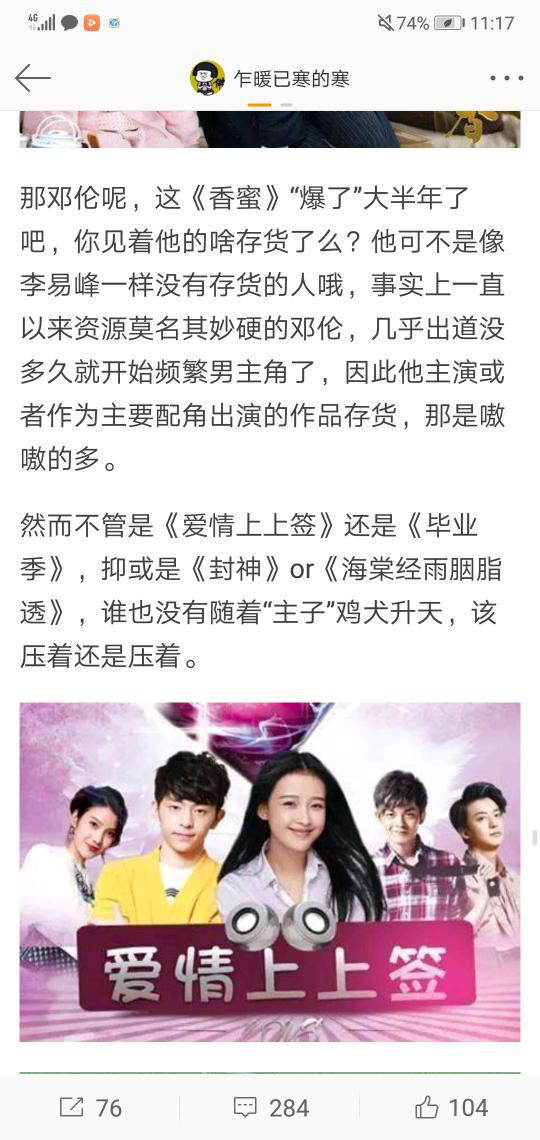 4G
74%
11:17
乍暖已寒的寒
那邓伦呢，这《香蜜》“爆了”大半年了
吧，你见着他的啥存货了么？他可不是像
李易峰一样没有存货的人哦，事实上一直
以来资源莫名其妙硬的邓伦，几乎出道没
多久就开始频繁男主角了，因此他主演或
者作为主要配角出演的作品存货，那是嗷
嗷的多。
然而不管是《爱情上上签》还是《毕业
季》，抑或是《封神》or《海棠经雨胭脂
透》，谁也没有随着“主子”鸡犬升天，该
压着还是压着。
爱情上上签
76
284
104